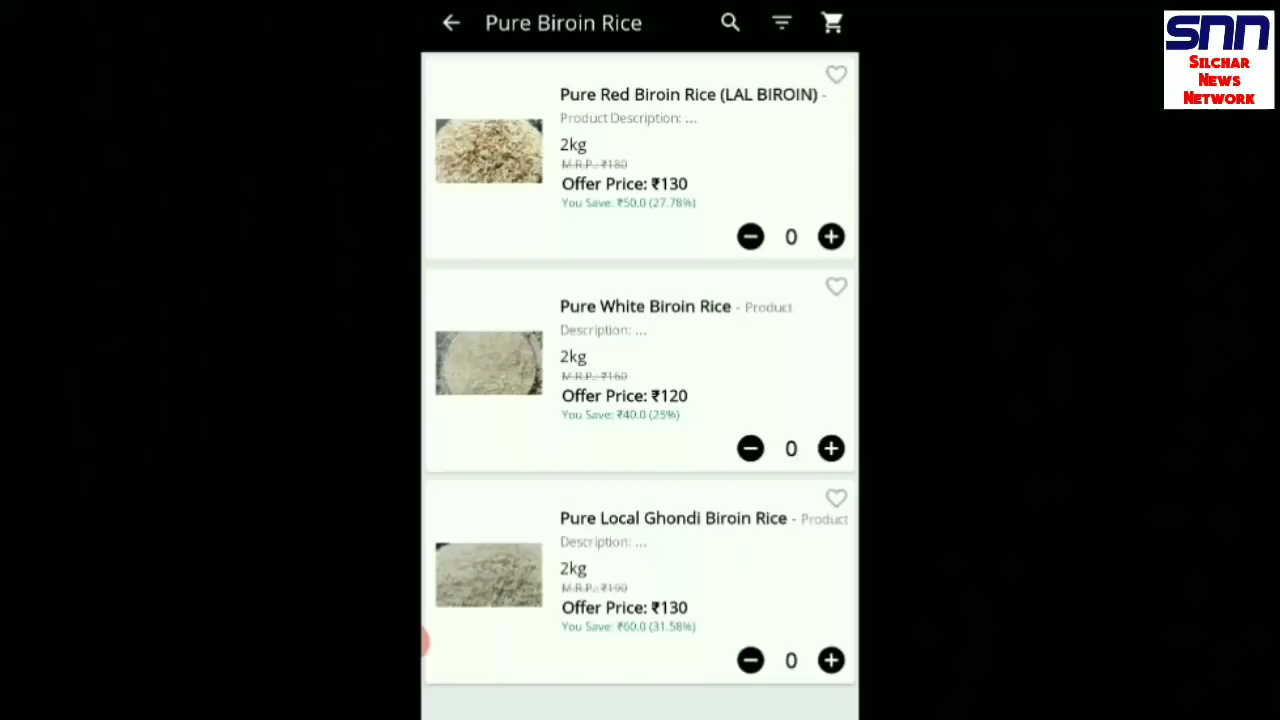 Pure Biroin Rice
snn
SILCHAR
NEWS
NETWORK
Pure Red Biroin Rice (LAL BIROIN) -
Product Description: ...
2kg
M.R.P.: ₹180
Offer Price: ₹130
You Save: ₹50.0 (27.78%)
0
Pure White Biroin Rice - Product
Description: ...
2kg
M.R.P.: ₹160
Offer Price: ₹120
You Save: ₹40.0 (25%)
0
Pure Local Ghondi Biroin Rice - Product
Description: ...
2kg
M.R.P.: ₹190
Offer Price: ₹130
You Save: ₹60.0 (31.58%)
0